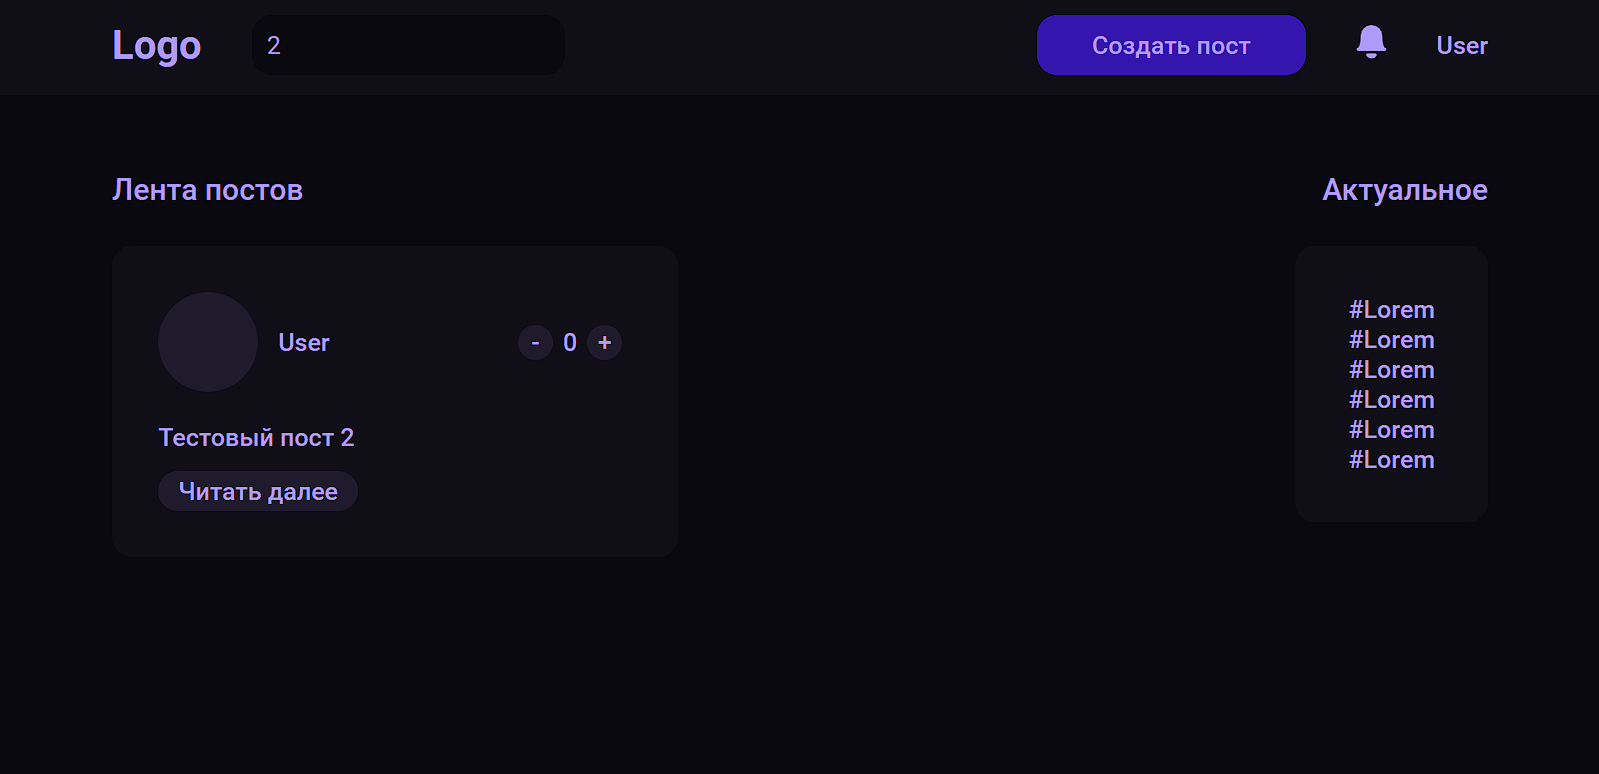 Logo
2
Создать пост
User
Лента постов
Актуальное
User
- 0 +
Тестовый пост 2
Читать далее
#Lorem
#Lorem
#Lorem
#Lorem
#Lorem
#Lorem